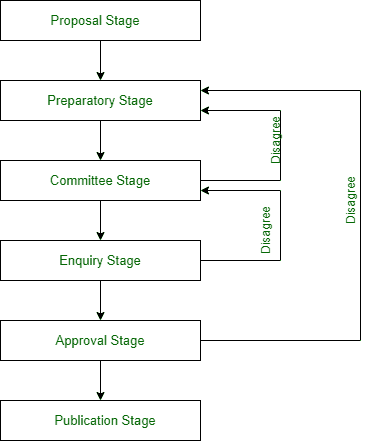 Proposal Stage
Preparatory Stage
Disagree
Committee Stage
Disagree
Disagree
Enquiry Stage
Approval Stage
Publication Stage